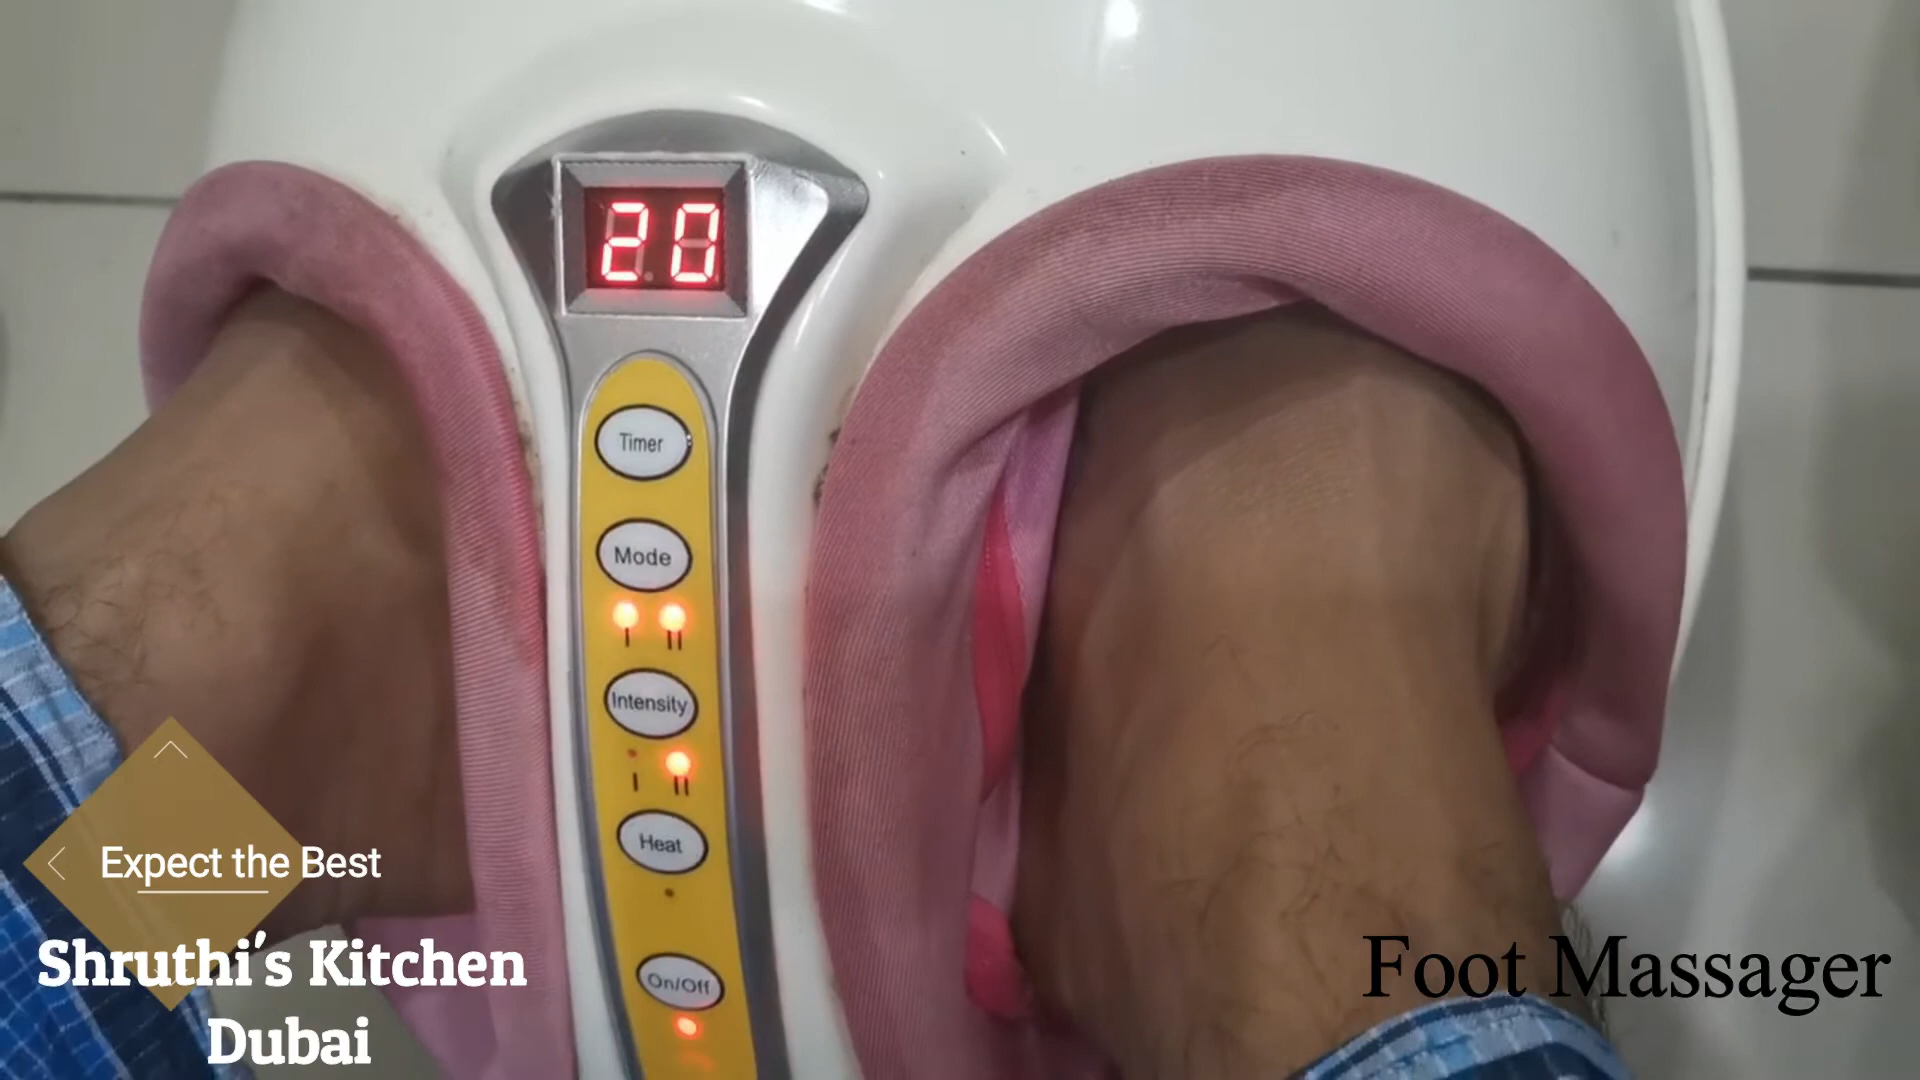 20
Timer
Mode
I II
Intensity
I II
Heat
On/Off
Expect the Best
Shruthi's Kitchen
Dubai
Foot Massager